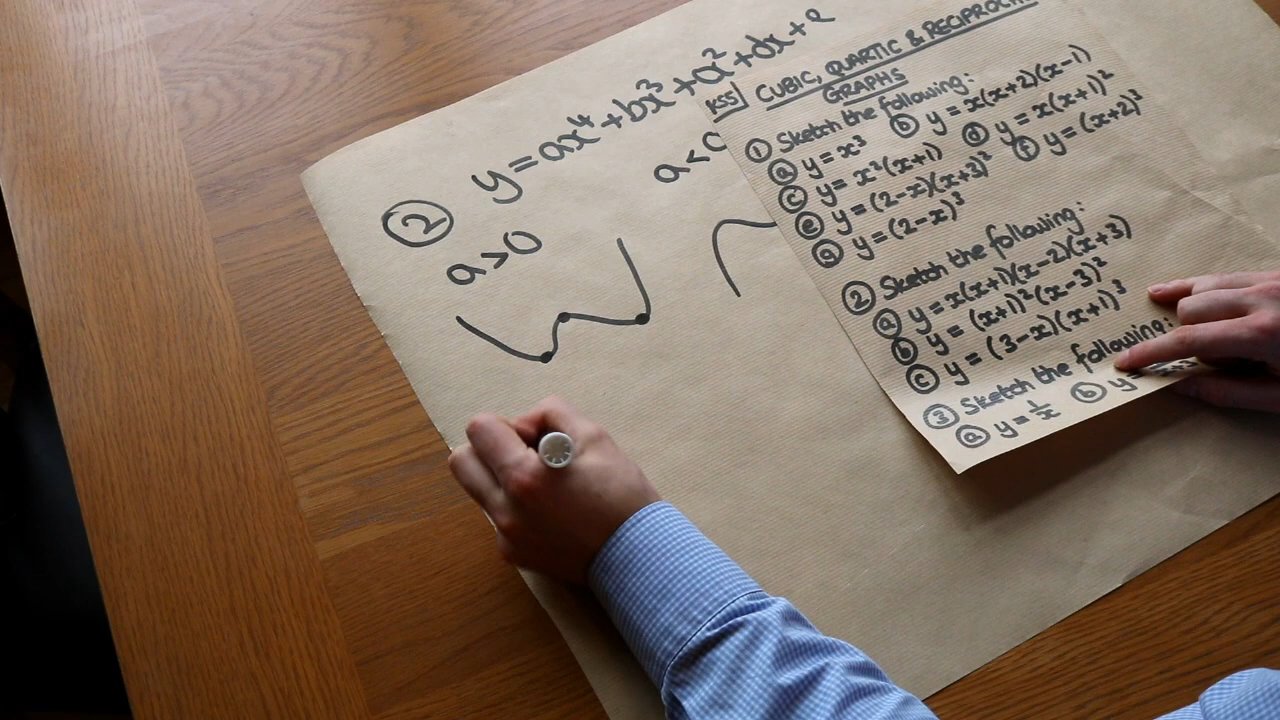 ② y = ax⁴ + bx³ + cx² + dx + e
a > 0
a < 0
KS5 CUBIC, QUARTIC & RECIPROCAL
GRAPHS
① Sketch the following:
ⓐ y = x³ ⓑ y = x(x+2)(x-1)
ⓒ y = x²(x+1) ⓓ y = x(x+1)²
ⓔ y = (2-x)(x+3)² ⓕ y = (x+2)³
ⓖ y = (2-x)³
② Sketch the following:
ⓐ y = x(x+1)(x-2)(x+3)
ⓑ y = (x+1)²(x-3)²
ⓒ y = (3-x)(x+1)³
③ Sketch the following:
ⓐ y = 1/x ⓑ y =